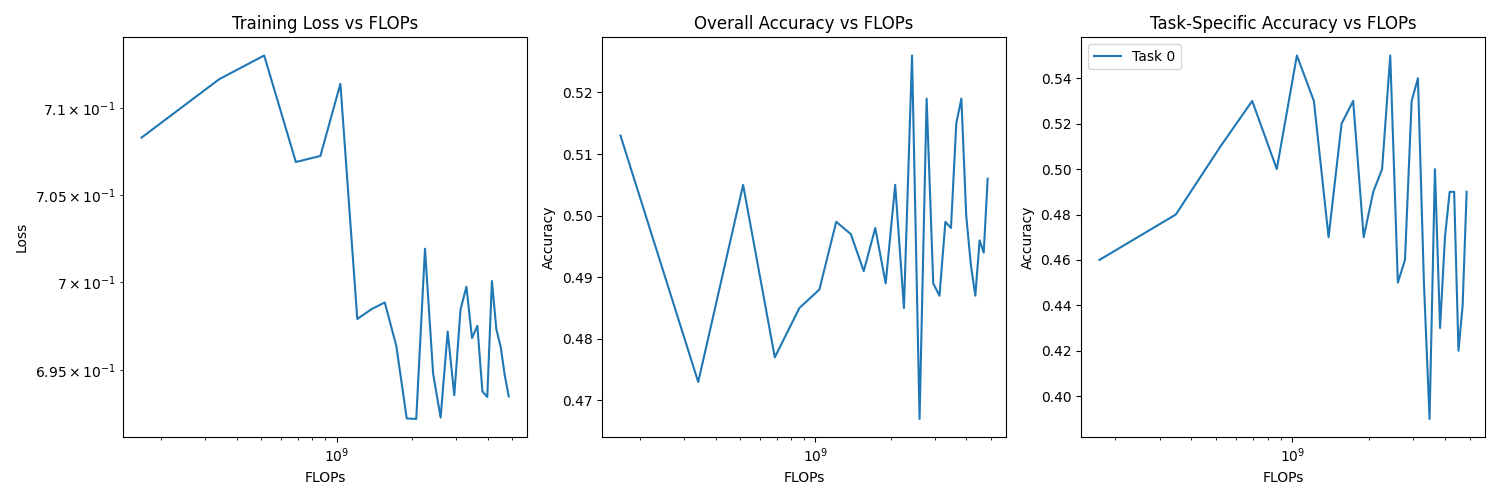 Training Loss vs FLOPs
7.1 × 10⁻¹
7.05 × 10⁻¹
7 × 10⁻¹
6.95 × 10⁻¹
Loss
10⁹
FLOPs
Overall Accuracy vs FLOPs
0.52
0.51
0.50
0.49
0.48
0.47
Accuracy
10⁹
FLOPs
Task-Specific Accuracy vs FLOPs
Task 0
0.54
0.52
0.50
0.48
0.46
0.44
0.42
0.40
Accuracy
10⁹
FLOPs